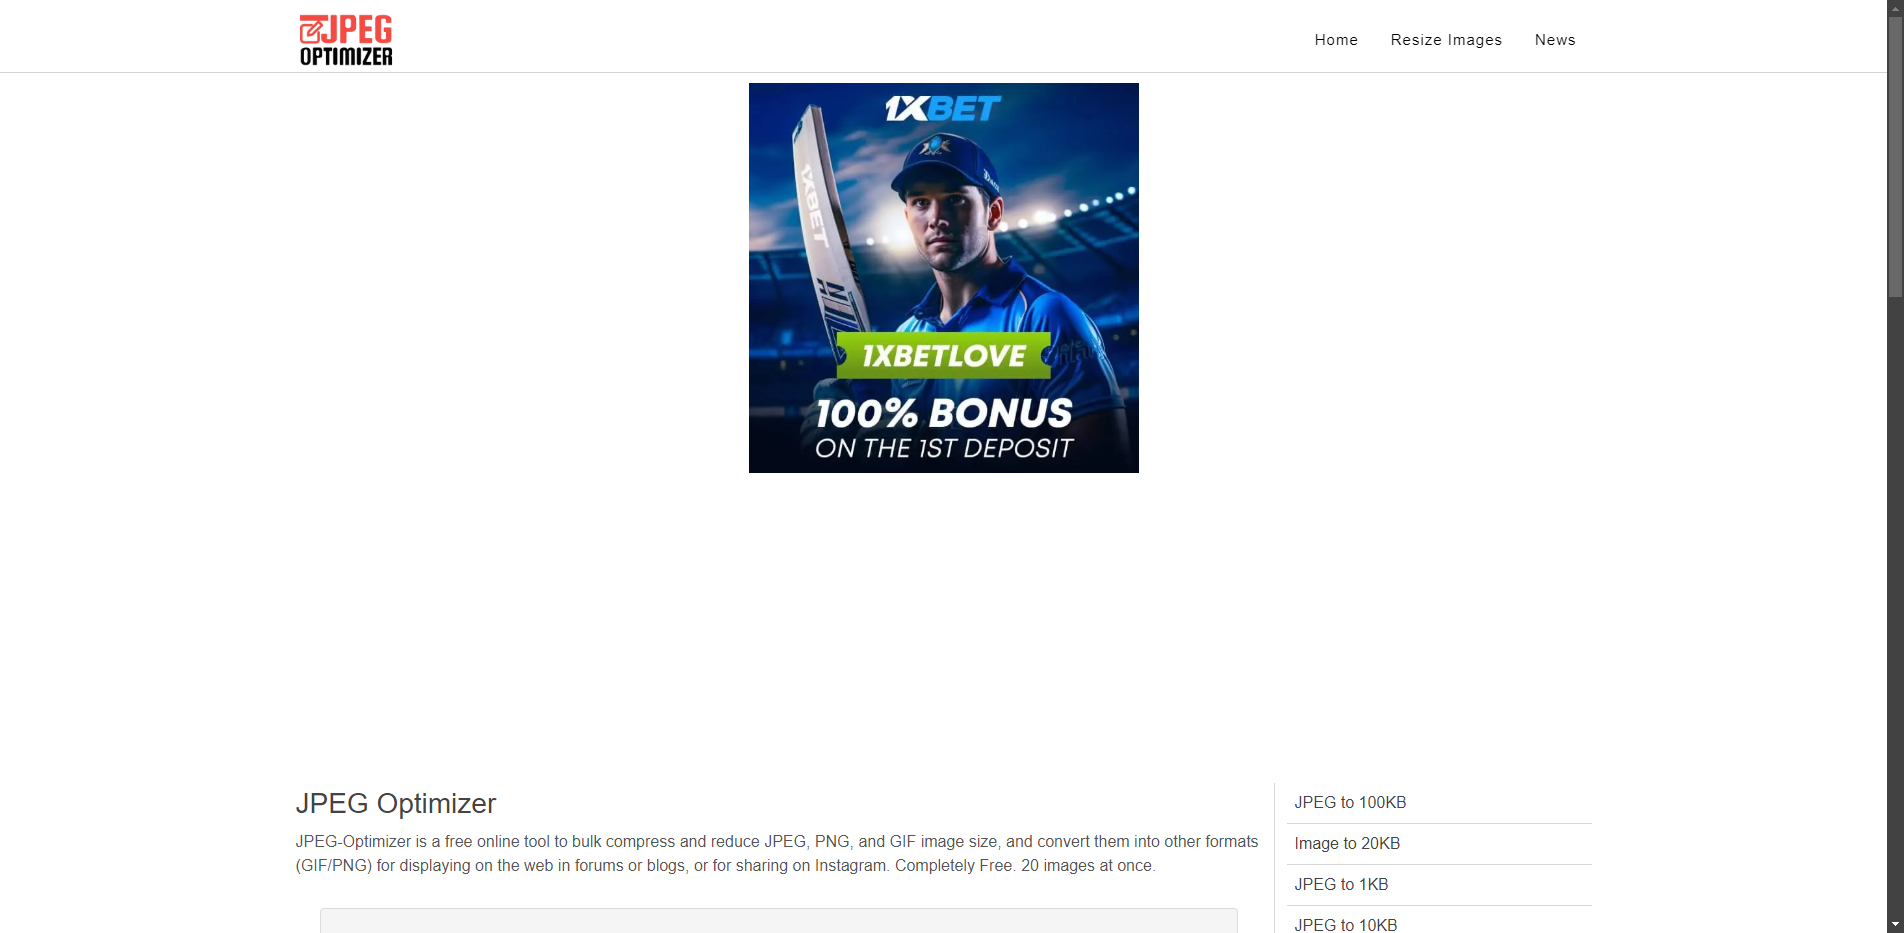 JPEG
OPTIMIZER
Home
Resize Images
News
1XBET
1XBET
1XBETLOVE
100% BONUS
ON THE 1ST DEPOSIT
JPEG Optimizer
JPEG-Optimizer is a free online tool to bulk compress and reduce JPEG, PNG, and GIF image size, and convert them into other formats
(GIF/PNG) for displaying on the web in forums or blogs, or for sharing on Instagram. Completely Free. 20 images at once.
JPEG to 100KB
Image to 20KB
JPEG to 1KB
JPEG to 10KB